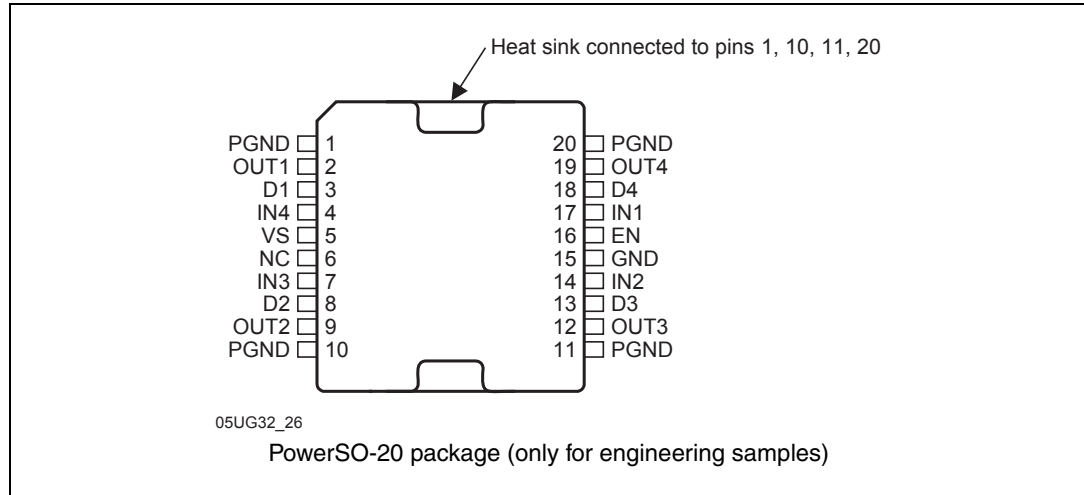 Heat sink connected to pins 1, 10, 11, 20
PGND 1 20 PGND
OUT1 2 19 OUT4
D1 3 18 D4
IN4 4 17 IN1
VS 5 16 EN
NC 6 15 GND
IN3 7 14 IN2
D2 8 13 D3
OUT2 9 12 OUT3
PGND 10 11 PGND
05UG32_26
PowerSO-20 package (only for engineering samples)